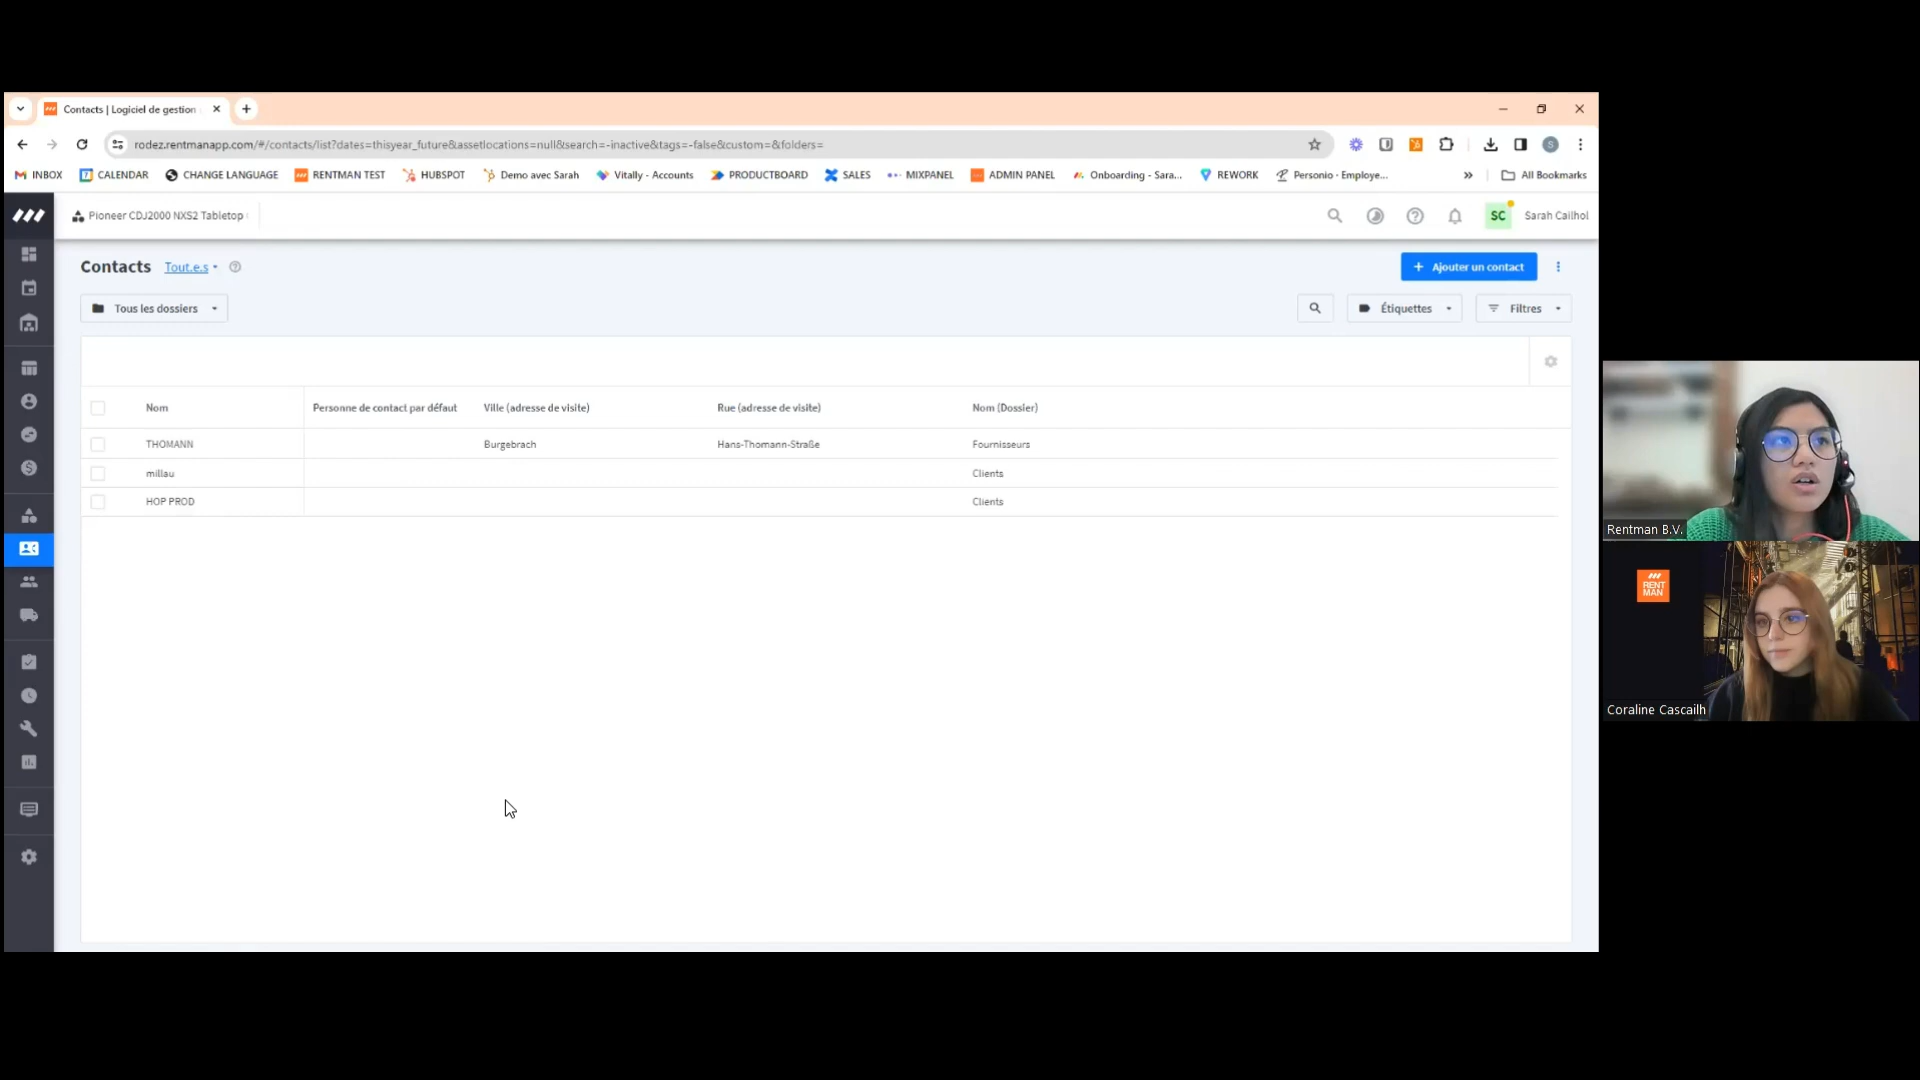 Contacts | Logiciel de gestion
rodez.rentmanapp.com/#/contacts/list?dates=thisyear_future&assetlocations=null&search=-inactive&tags=-false&custom=&folders=
INBOX
7 CALENDAR
CHANGE LANGUAGE
RENTMAN TEST
HUBSPOT
Demo avec Sarah
Vitally - Accounts
PRODUCTBOARD
SALES
MIXPANEL
ADMIN PANEL
Onboarding - Sara...
REWORK
Personio - Employe...
»
All Bookmarks
Pioneer CDJ2000 NXS2 Tabletop
SC Sarah Cailhol
Contacts Tout.e.s
+ Ajouter un contact
Tous les dossiers
Étiquettes
Filtres
Nom Personne de contact par défaut Ville (adresse de visite) Rue (adresse de visite) Nom (Dossier)
THOMANN Burgebrach Hans-Thomann-Straße Fournisseurs
millau Clients
HOP PROD Clients
Rentman B.V.
RENT
MAN
Coraline Cascailh